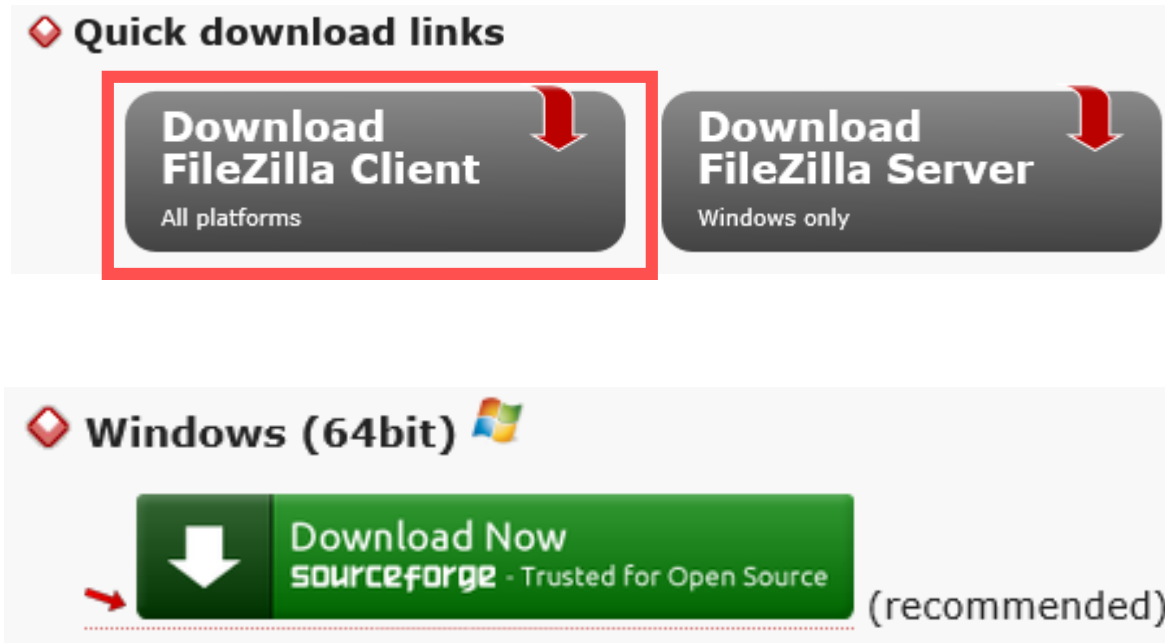 Quick download links
Download
FileZilla Client
All platforms
Download
FileZilla Server
Windows only
Windows (64bit)
Download Now
sourceforge - Trusted for Open Source
(recommended)